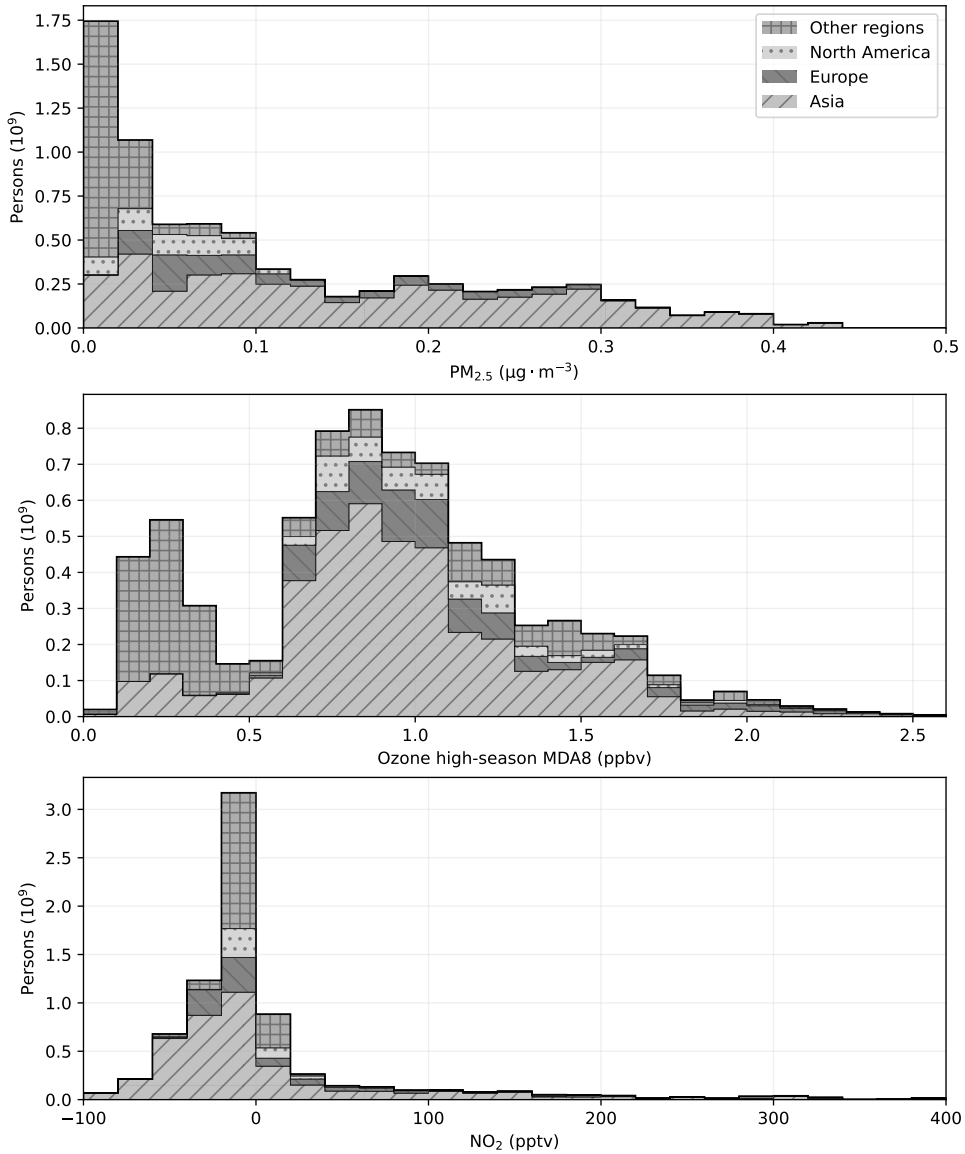 1.75
1.50
1.25
1.00
0.75
0.50
0.25
0.00
Persons (10⁹)
Other regions
North America
Europe
Asia
0.0 0.1 0.2 0.3 0.4 0.5
PM₂.₅ (µg·m⁻³)
0.8
0.7
0.6
0.5
0.4
0.3
0.2
0.1
0.0
Persons (10⁹)
0.0 0.5 1.0 1.5 2.0 2.5
Ozone high-season MDA8 (ppbv)
3.0
2.5
2.0
1.5
1.0
0.5
0.0
Persons (10⁹)
−100 0 100 200 300 400
NO₂ (pptv)